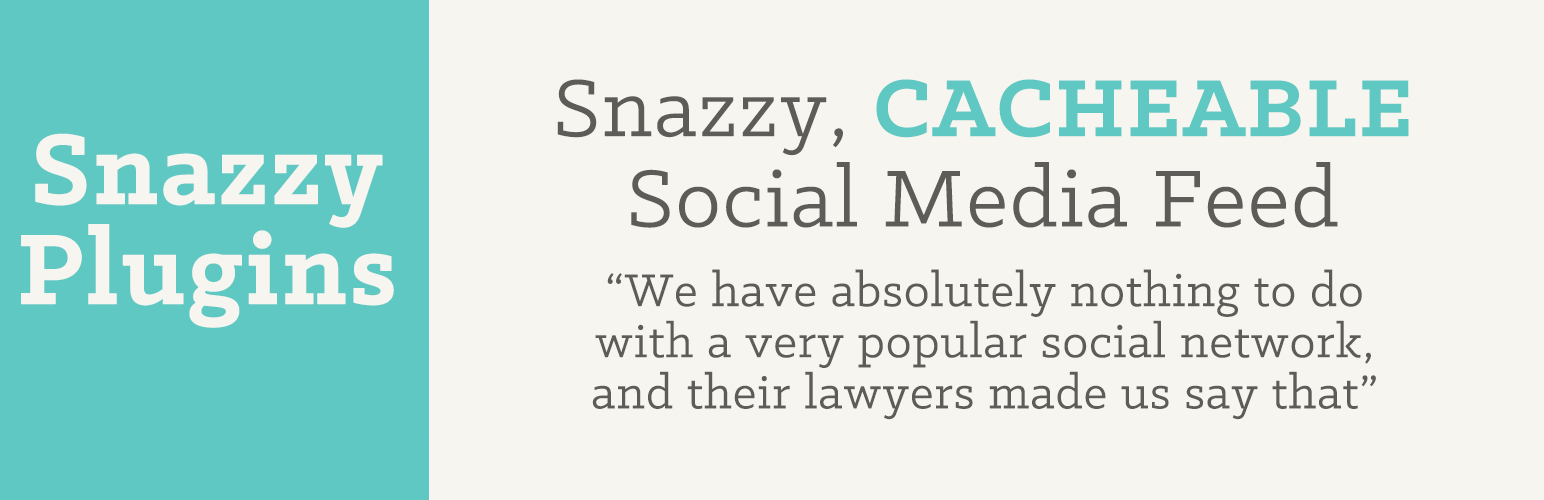 Snazzy
Plugins
Snazzy, CACHEABLE
Social Media Feed
“We have absolutely nothing to do
with a very popular social network,
and their lawyers made us say that”